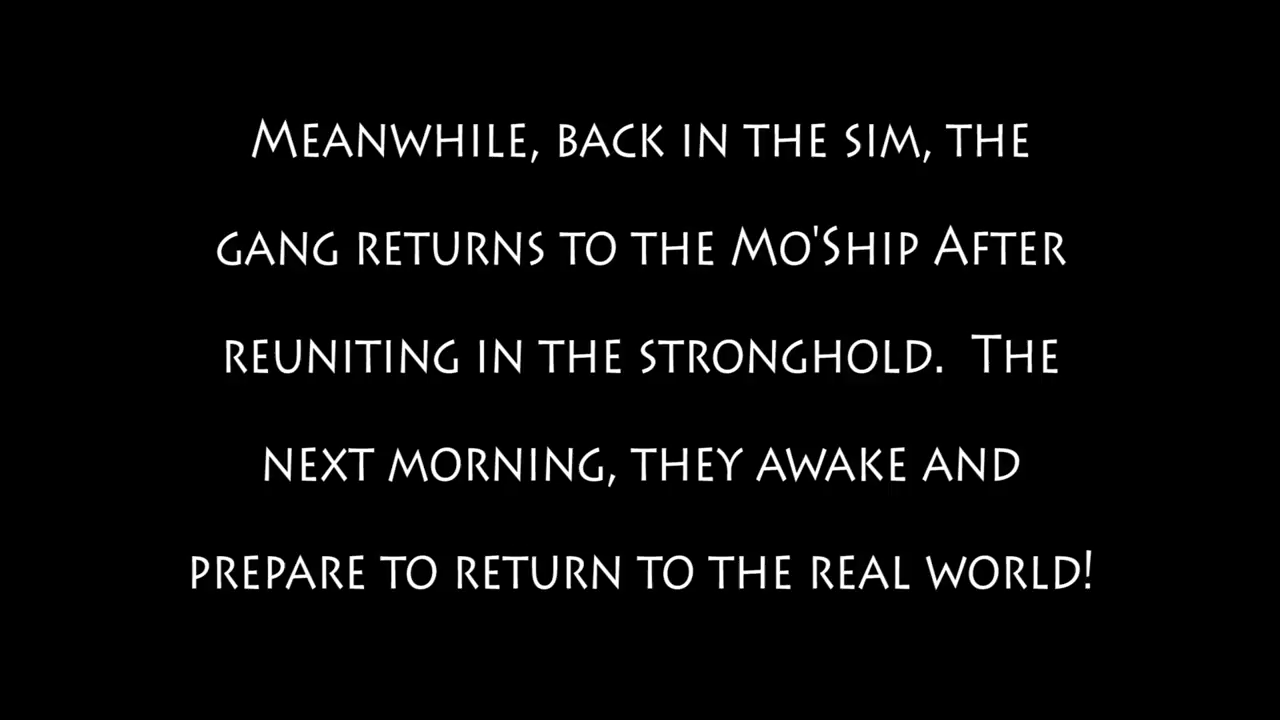 Meanwhile, back in the sim, the
gang returns to the Mo'Ship After
reuniting in the stronghold.  The
next morning, they awake and
prepare to return to the real world!